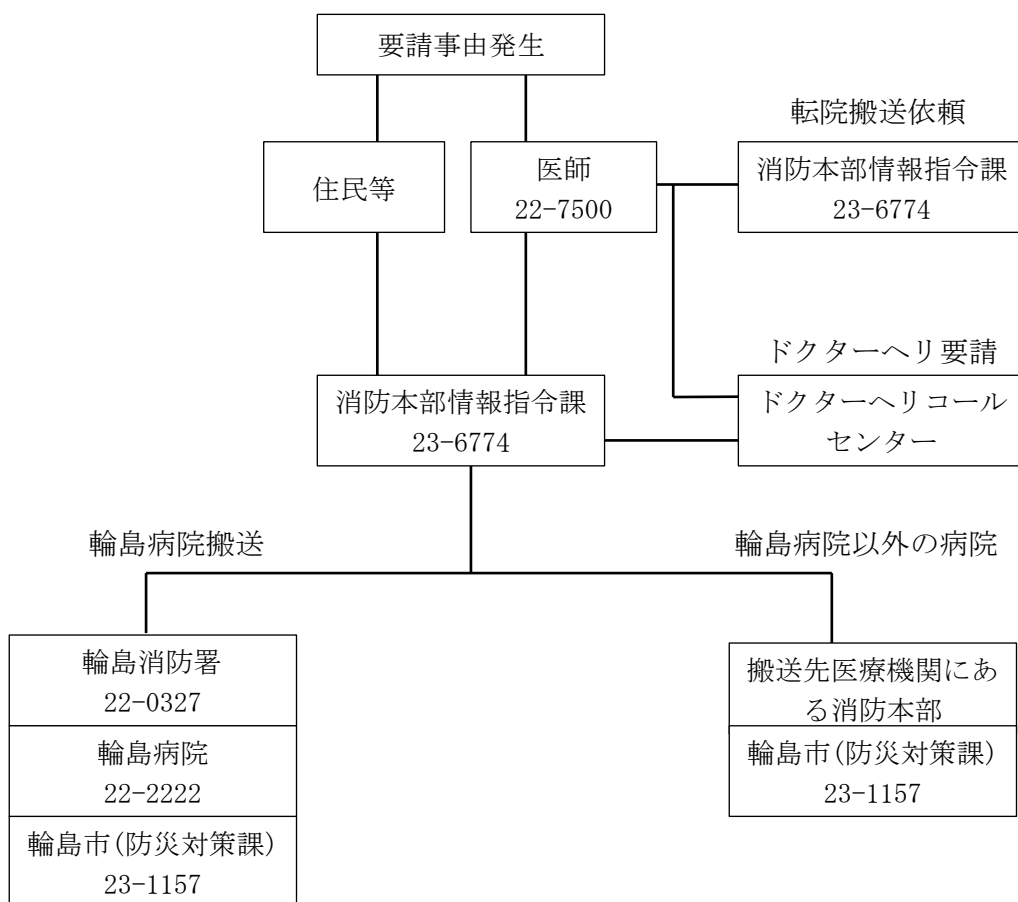 要請事由発生
転院搬送依頼
住民等
医師
22-7500
消防本部情報指令課
23-6774
ドクターヘリ要請
消防本部情報指令課
23-6774
ドクターヘリコール
センター
輪島病院搬送
輪島病院以外の病院
輪島消防署
22-0327
輪島病院
22-2222
輪島市(防災対策課)
23-1157
搬送先医療機関にあ
る消防本部
輪島市(防災対策課)
23-1157